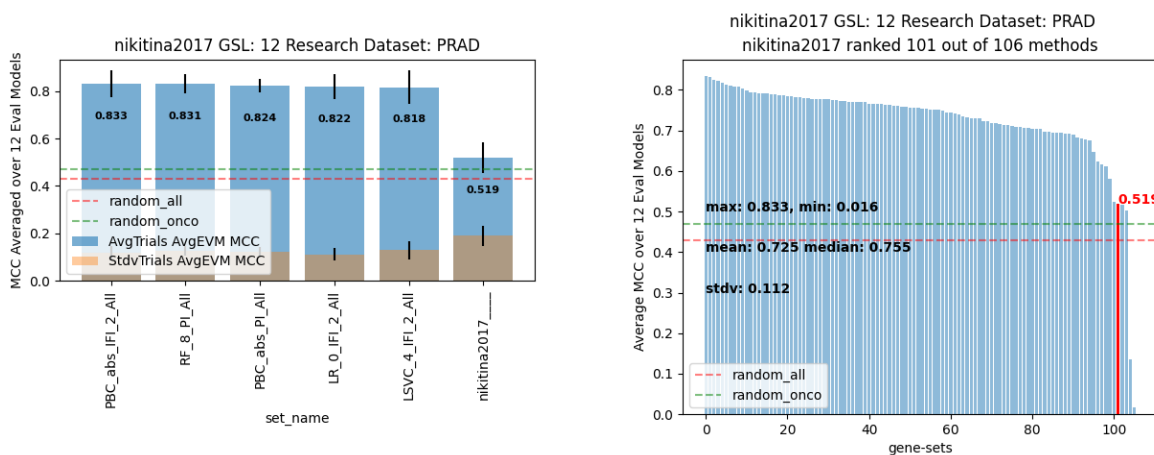 nikitina2017 GSL: 12 Research Dataset: PRAD
MCC Averaged over 12 Eval Models
0.8
0.6
0.4
0.2
0.0
0.833
0.831
0.824
0.822
0.818
0.519
random_all
random_onco
AvgTrials AvgEVM MCC
StdvTrials AvgEVM MCC
PBC_abs_IFI_2_All
RF_8_PI_All
PBC_abs_PI_All
LR_0_IFI_2_All
LSVC_4_IFI_2_All
nikitina2017____
set_name
nikitina2017 GSL: 12 Research Dataset: PRAD
nikitina2017 ranked 101 out of 106 methods
Average MCC over 12 Eval Models
0.8
0.7
0.6
0.5
0.4
0.3
0.2
0.1
0.0
0.519
max: 0.833, min: 0.016
mean: 0.725 median: 0.755
stdv: 0.112
random_all
random_onco
0
20
40
60
80
100
gene-sets